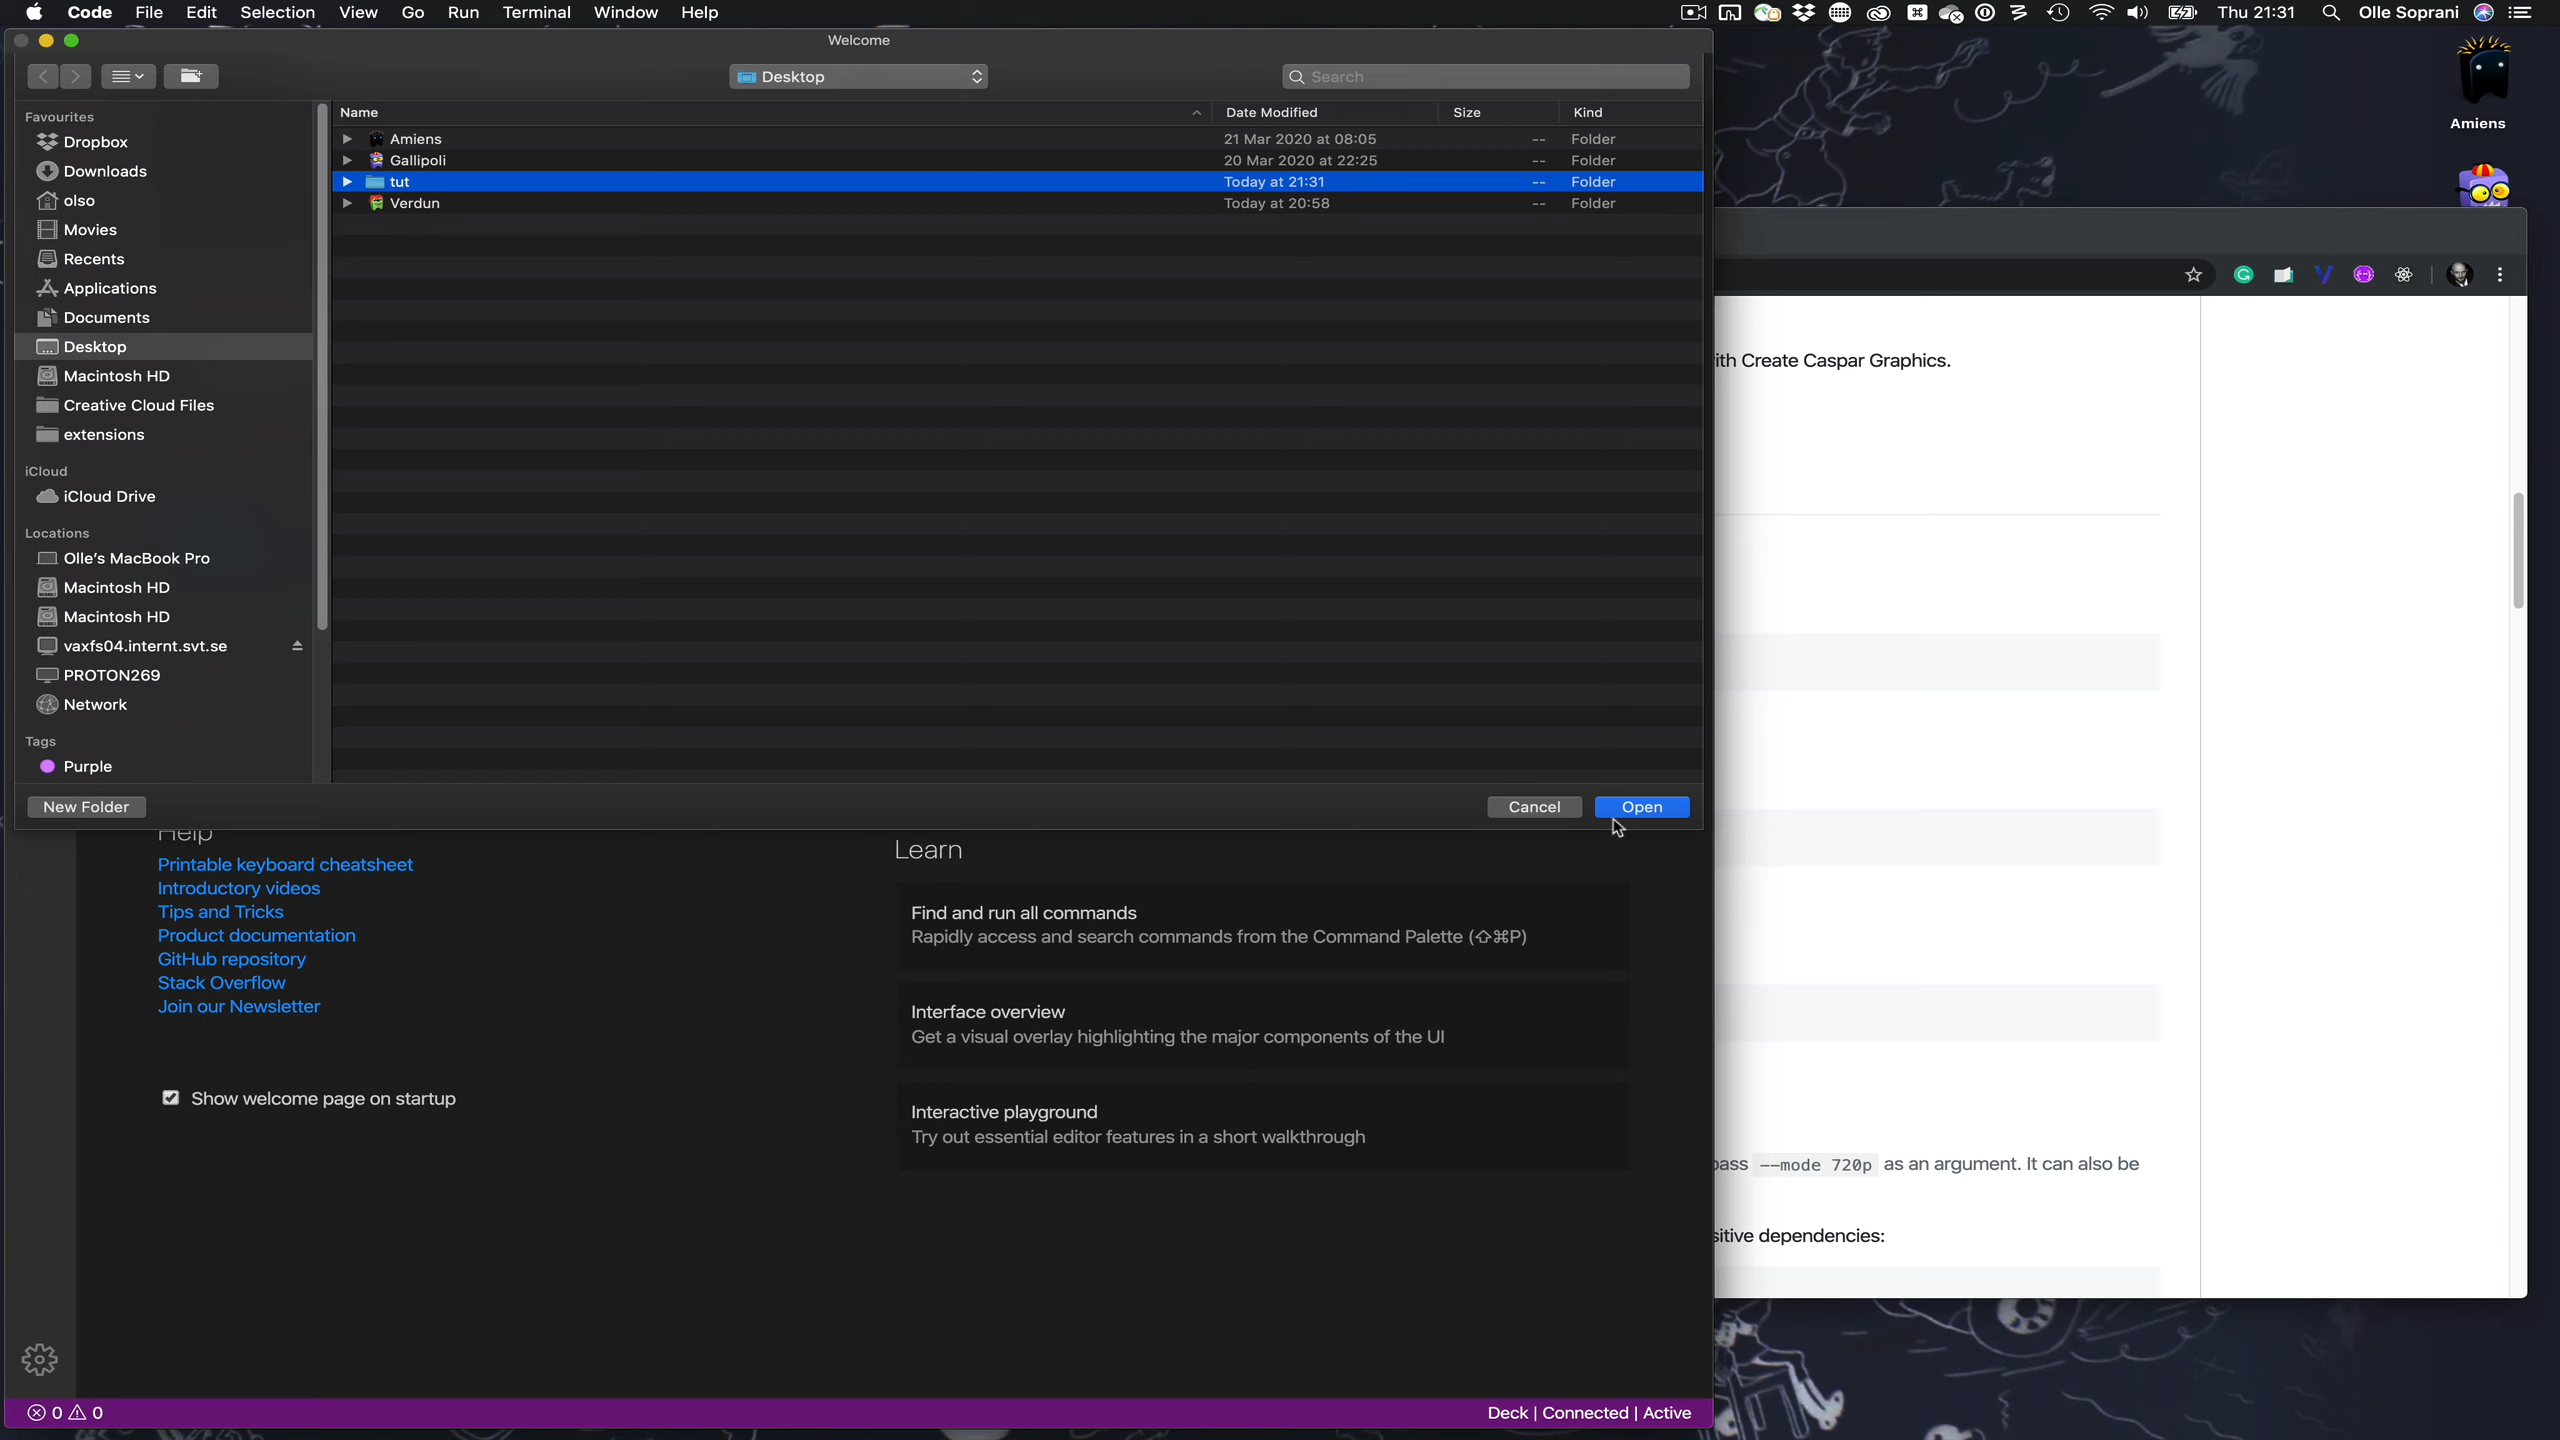 Code File Edit Selection View Go Run Terminal Window Help
Thu 21:31 Olle Soprani
Welcome
Desktop
Search
Favourites
Dropbox
Downloads
olso
Movies
Recents
Applications
Documents
Desktop
Macintosh HD
Creative Cloud Files
extensions
iCloud
iCloud Drive
Locations
Olle's MacBook Pro
Macintosh HD
Macintosh HD
vaxfs04.internt.svt.se
PROTON269
Network
Tags
Purple
Name Date Modified Size Kind
Amiens 21 Mar 2020 at 08:05 -- Folder
Gallipoli 20 Mar 2020 at 22:25 -- Folder
tut Today at 21:31 -- Folder
Verdun Today at 20:58 -- Folder
New Folder
Cancel
Open
Amiens
ith Create Caspar Graphics.
pass --mode 720p as an argument. It can also be
sitive dependencies:
Help
Printable keyboard cheatsheet
Introductory videos
Tips and Tricks
Product documentation
GitHub repository
Stack Overflow
Join our Newsletter
Show welcome page on startup
Learn
Find and run all commands
Rapidly access and search commands from the Command Palette (⇧⌘P)
Interface overview
Get a visual overlay highlighting the major components of the UI
Interactive playground
Try out essential editor features in a short walkthrough
0 0
Deck | Connected | Active